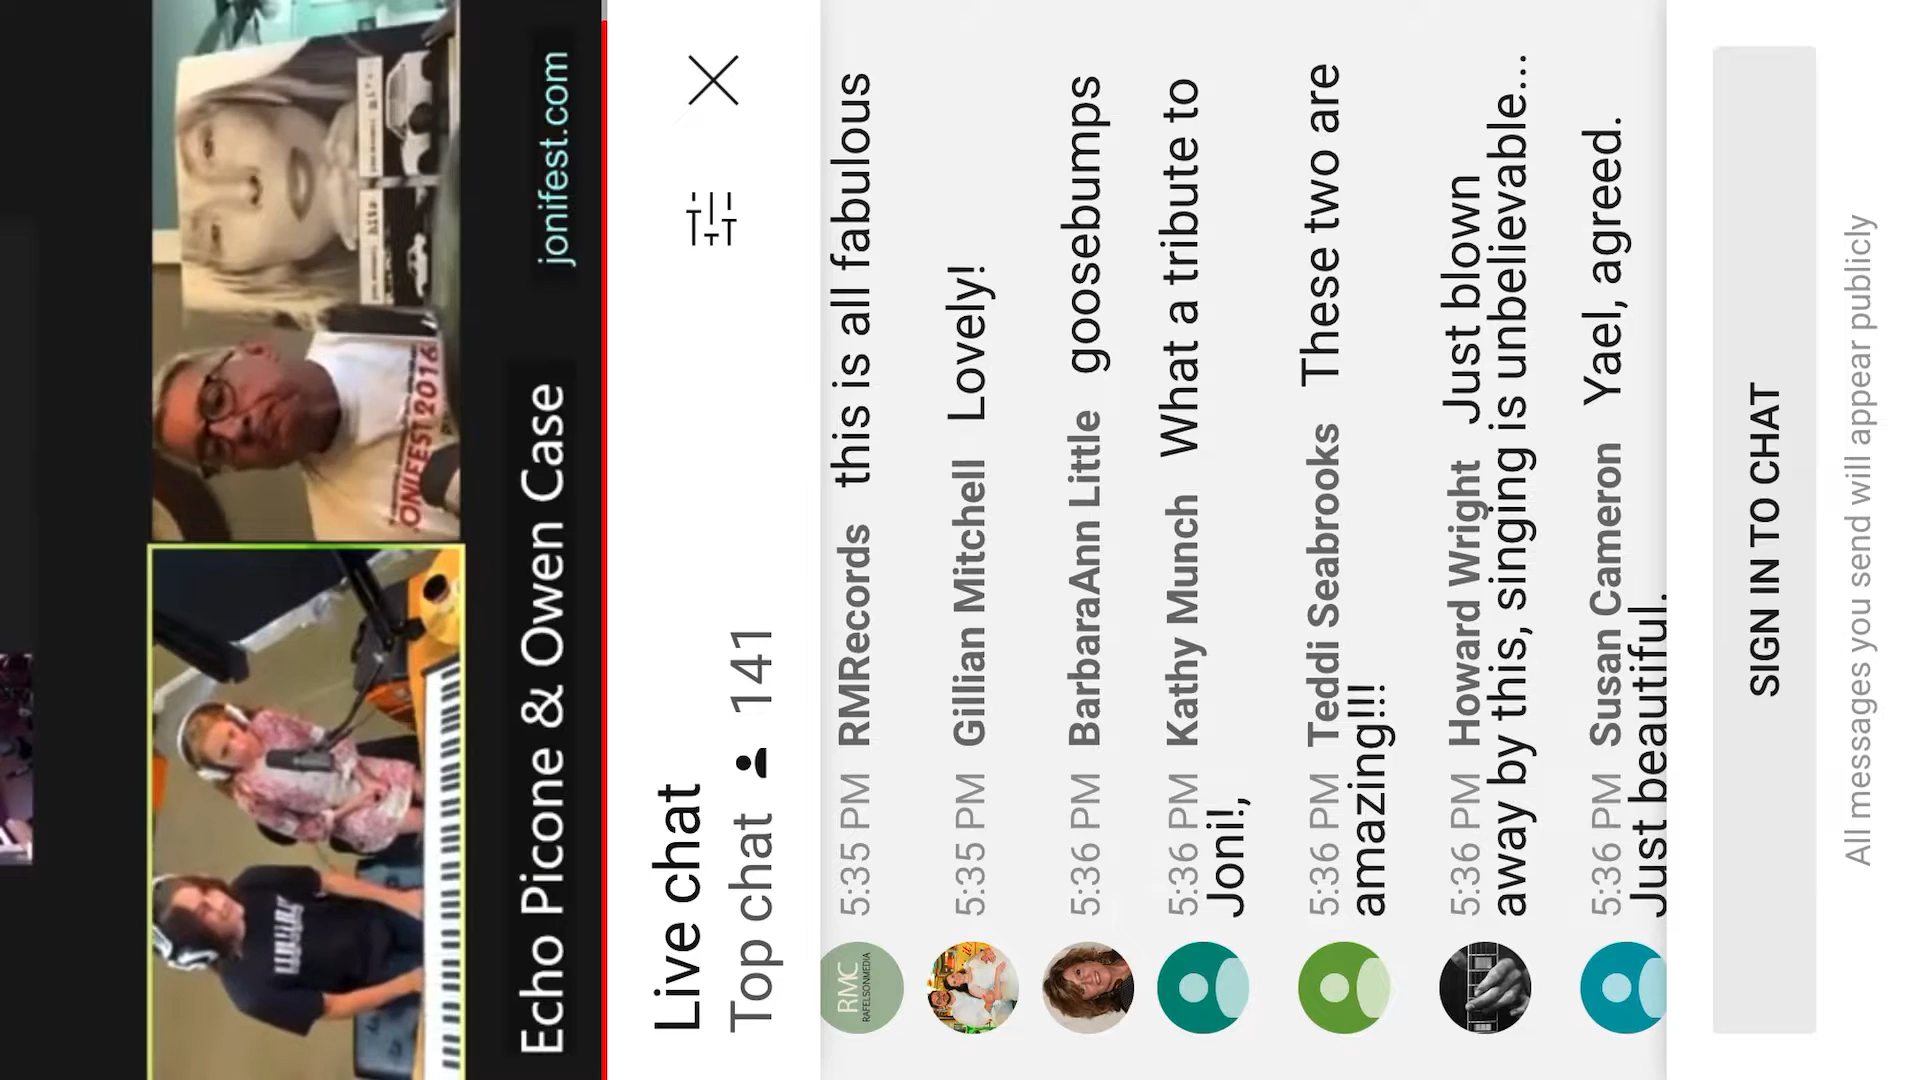 JONIFEST 2016
Echo Picone & Owen Case
jonifest.com
Live chat
Top chat 141
5:35 PM RMRecords this is all fabulous
5:35 PM Gillian Mitchell Lovely!
5:36 PM BarbaraAnn Little goosebumps
5:36 PM Kathy Munch What a tribute to
Joni!,
5:36 PM Teddi Seabrooks These two are
amazing!!!
5:36 PM Howard Wright Just blown
away by this, singing is unbelievable...
5:36 PM Susan Cameron Yael, agreed.
Just beautiful.
RMC
RAFELSONMEDIA
SIGN IN TO CHAT
All messages you send will appear publicly